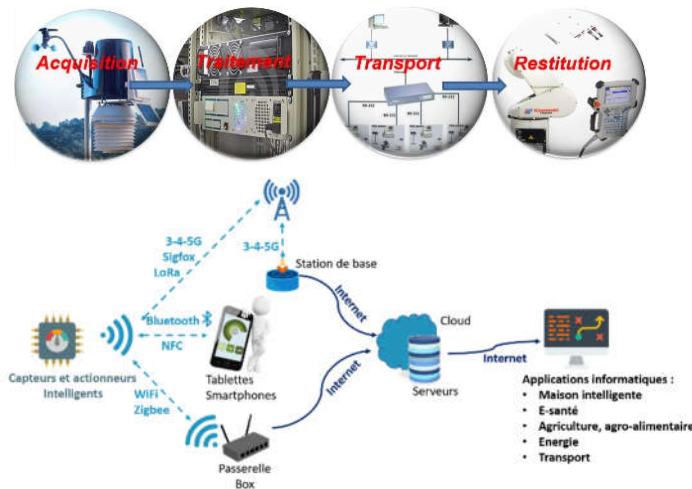 Acquisition
Traitement
Transport
Restitution
3-4-5G
Sigfox
LoRa
3-4-5G
Station de base
Internet
Bluetooth
NFC
Cloud
Internet
Capteurs et actionneurs
Intelligents
Tablettes
Smartphones
Internet
Serveurs
WiFi
Zigbee
Passerelle
Box
Applications informatiques :
• Maison intelligente
• E-santé
• Agriculture, agro-alimentaire
• Energie
• Transport